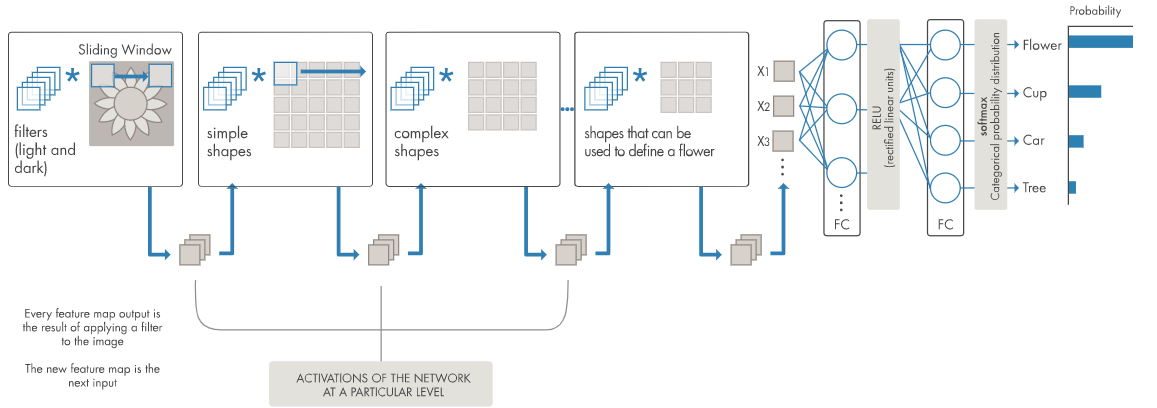 Probability
Sliding Window
*
*
*
*
filters
(light and
dark)
simple
shapes
complex
shapes
shapes that can be
used to define a flower
X1
X2
X3
FC
RELU
(rectified linear units)
FC
softmax
Categorical probability distribution
Flower
Cup
Car
Tree
Every feature map output is
the result of applying a filter
to the image
The new feature map is the
next input
ACTIVATIONS OF THE NETWORK
AT A PARTICULAR LEVEL